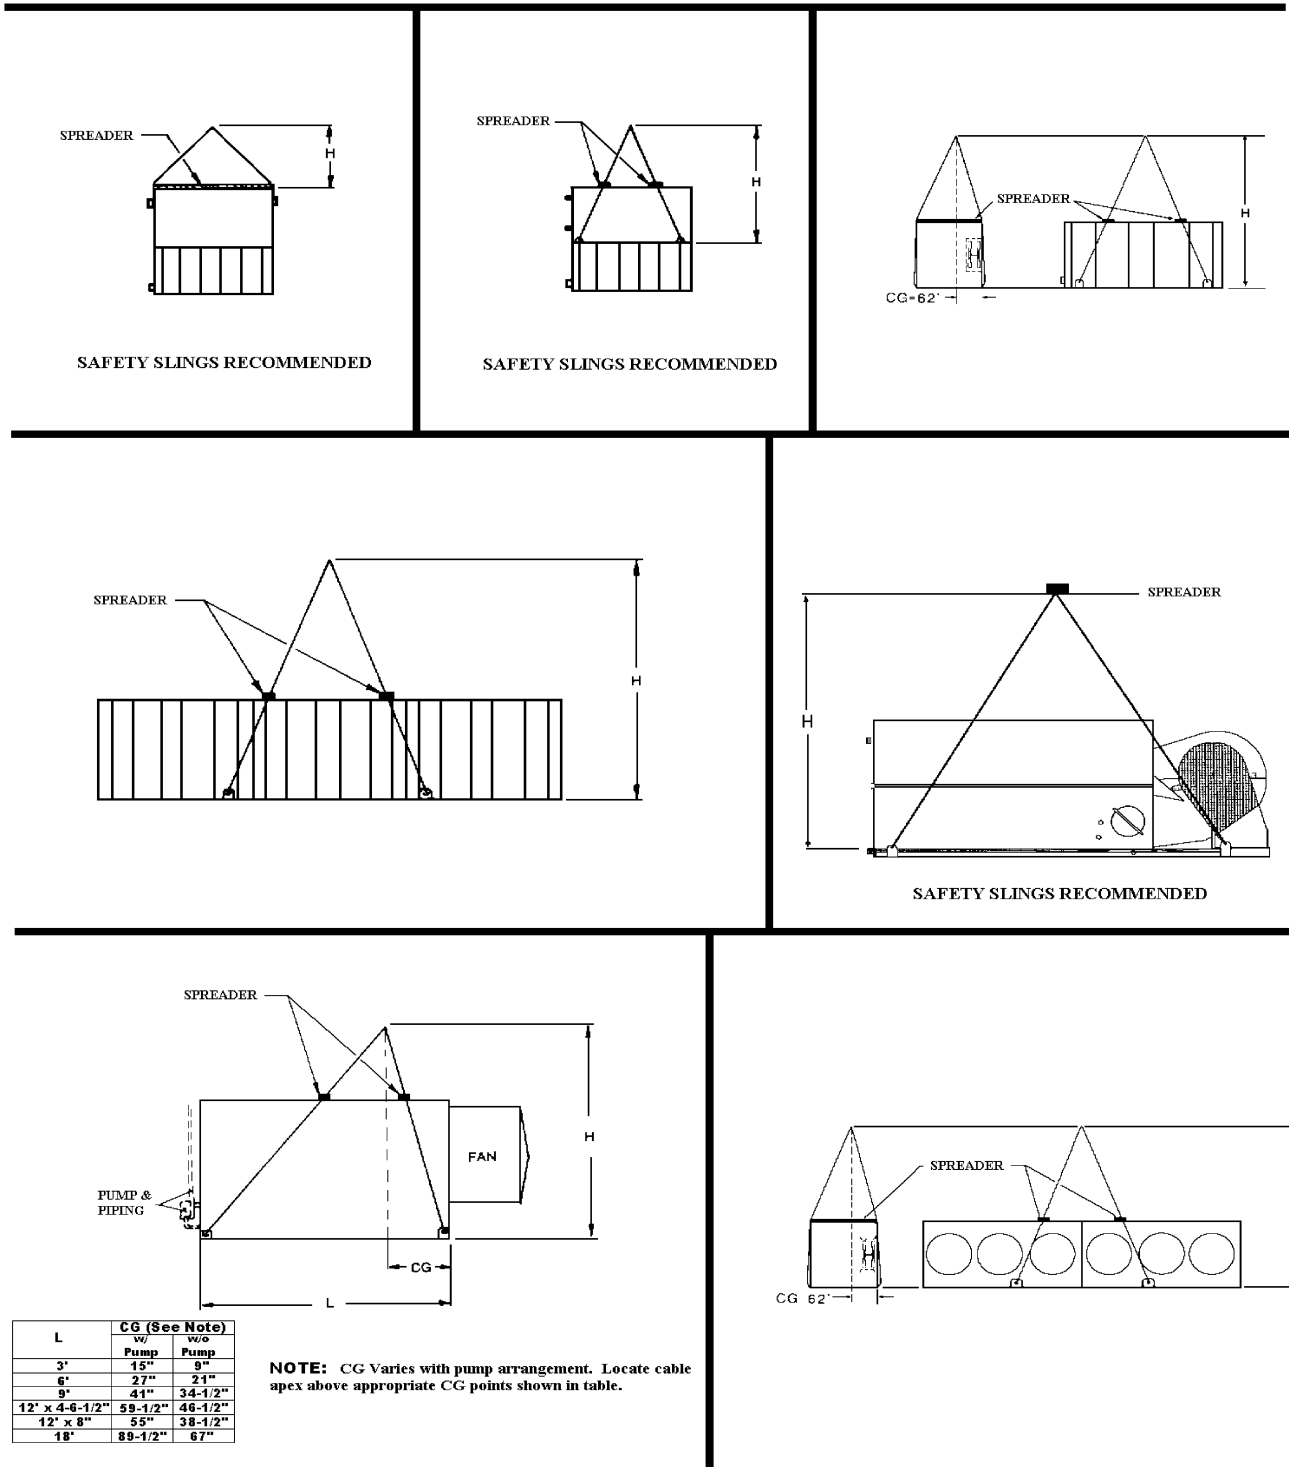 SPREADER
H
SAFETY SLINGS RECOMMENDED
SPREADER
H
SAFETY SLINGS RECOMMENDED
SPREADER
H
CG=62'
SPREADER
H
SPREADER
H
SAFETY SLINGS RECOMMENDED
SPREADER
H
FAN
PUMP &
PIPING
CG
L
L CG (See Note)
w/ Pump w/o Pump
3' 15" 9"
6' 27" 21"
9' 41" 34-1/2"
12' x 4-6-1/2" 59-1/2" 46-1/2"
12' x 8" 55" 38-1/2"
18' 89-1/2" 67"
NOTE: CG Varies with pump arrangement. Locate cable
apex above appropriate CG points shown in table.
SPREADER
CG 62'